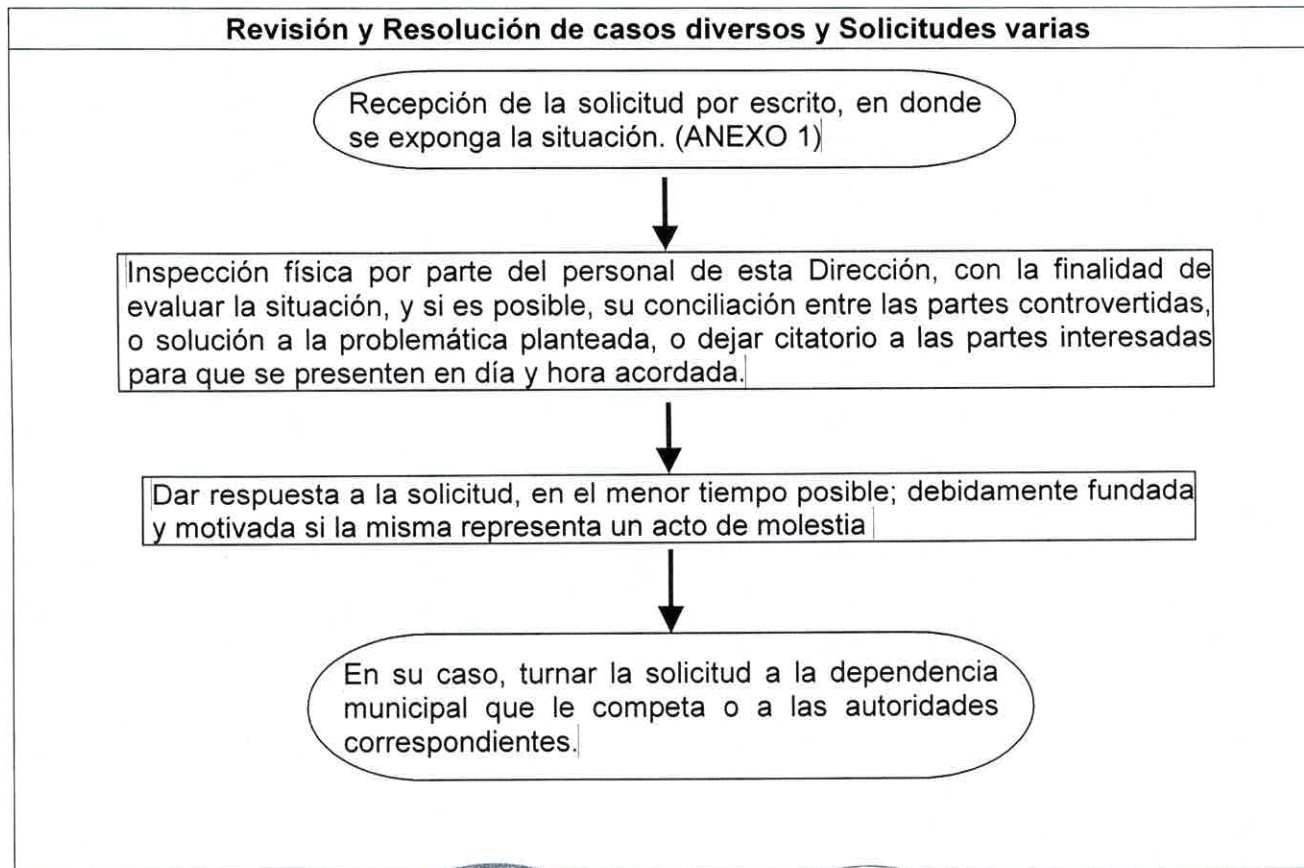 Revisión y Resolución de casos diversos y Solicitudes varias
Recepción de la solicitud por escrito, en donde
se exponga la situación. (ANEXO 1)
Inspección física por parte del personal de esta Dirección, con la finalidad de
evaluar la situación, y si es posible, su conciliación entre las partes controvertidas,
o solución a la problemática planteada, o dejar citatorio a las partes interesadas
para que se presenten en día y hora acordada.
Dar respuesta a la solicitud, en el menor tiempo posible; debidamente fundada
y motivada si la misma representa un acto de molestia
En su caso, turnar la solicitud a la dependencia
municipal que le competa o a las autoridades
correspondientes.